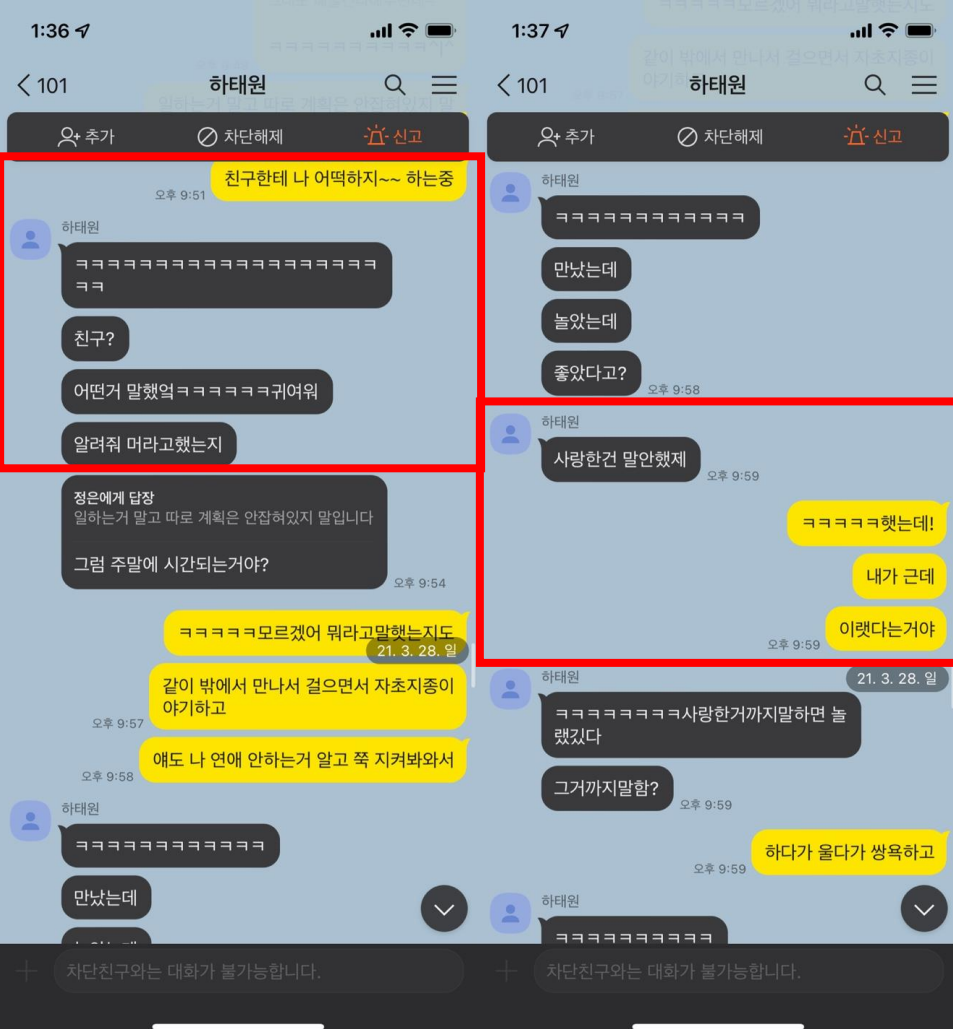 1:36
101
하태원
추가
차단해제
신고
친구한테 나 어떡하지~~ 하는중
오후 9:51
하태원
ㅋㅋㅋㅋㅋㅋㅋㅋㅋㅋㅋㅋㅋㅋㅋㅋㅋㅋㅋ
ㅋㅋ
친구?
어떤거 말했엌ㅋㅋㅋㅋㅋㅋ귀여워
알려줘 머라고했는지
정은에게 답장
일하는거 말고 따로 계획은 안잡혀있지 말입니다
그럼 주말에 시간되는거야?
오후 9:54
ㅋㅋㅋㅋㅋ모르겠어 뭐라고말햇는지도
21. 3. 28. 일
같이 밖에서 만나서 걸으면서 자초지종이
야기하고
오후 9:57
얘도 나 연애 안하는거 알고 쭉 지켜봐와서
오후 9:58
하태원
ㅋㅋㅋㅋㅋㅋㅋㅋㅋㅋㅋㅋ
만났는데
차단친구와는 대화가 불가능합니다.
1:37
101
하태원
추가
차단해제
신고
하태원
ㅋㅋㅋㅋㅋㅋㅋㅋㅋㅋㅋㅋ
만났는데
놀았는데
좋았다고?
오후 9:58
하태원
사랑한건 말안했제
오후 9:59
ㅋㅋㅋㅋㅋ햇는데!
내가 근데
이랫다는거야
오후 9:59
하태원
21. 3. 28. 일
ㅋㅋㅋㅋㅋㅋㅋㅋ사랑한거까지말하면 놀
랬깄다
그거까지말함?
오후 9:59
하다가 울다가 쌍욕하고
오후 9:59
하태원
ㅋㅋㅋㅋㅋㅋㅋㅋㅋㅋ
차단친구와는 대화가 불가능합니다.